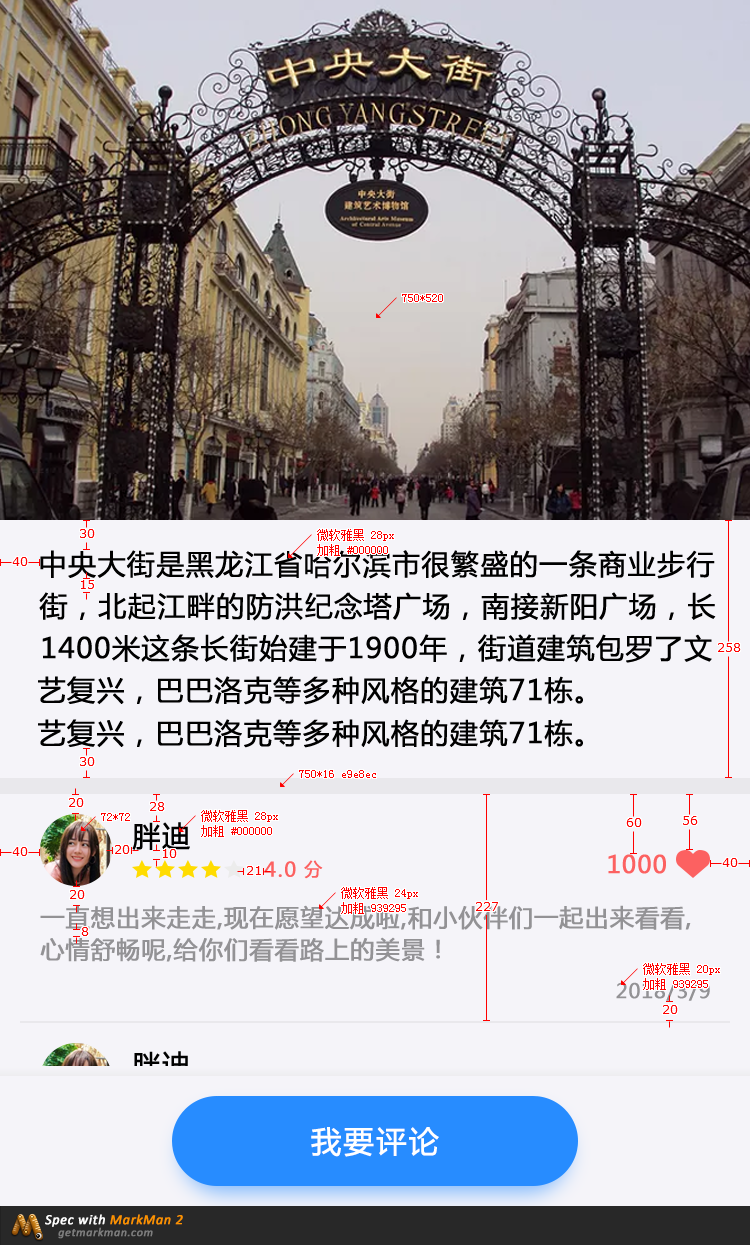 中央大街
ZHONG YANGSTREET
中央大街
建筑艺术博物馆
Architectural Arts Museum
of Central Avenue
750*520
30
微软雅黑 28px
加粗 #000000
40
中央大街是黑龙江省哈尔滨市很繁盛的一条商业步行
15
街，北起江畔的防洪纪念塔广场，南接新阳广场，长
1400米这条长街始建于1900年，街道建筑包罗了文
258
艺复兴，巴巴洛克等多种风格的建筑71栋。
艺复兴，巴巴洛克等多种风格的建筑71栋。
30
750*16 e9e8ec
20
28
72*72
微软雅黑 28px
加粗 #000000
60
56
胖迪
40
20
10
1000
40
21
4.0 分
20
微软雅黑 24px
加粗 939295
227
一直想出来走走,现在愿望达成啦,和小伙伴们一起出来看看,
8
心情舒畅呢,给你们看看路上的美景！
微软雅黑 20px
加粗 939295
2018/3/9
20
胖迪
我要评论
Spec with MarkMan 2
getmarkman.com